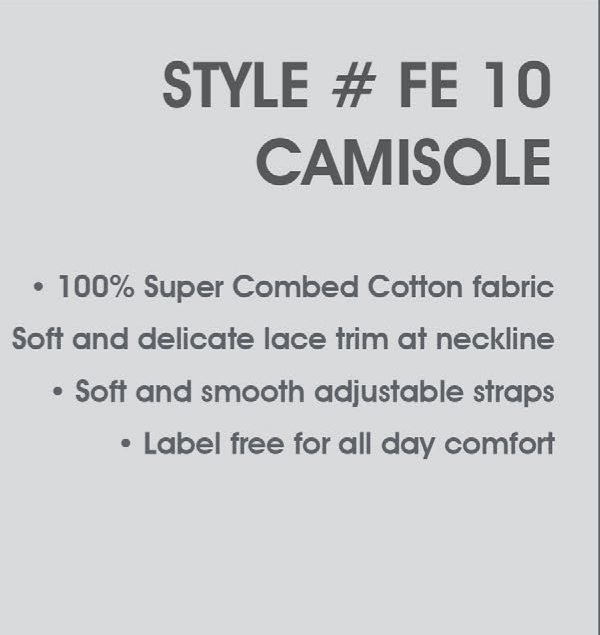 STYLE # FE 10
CAMISOLE
• 100% Super Combed Cotton fabric
Soft and delicate lace trim at neckline
• Soft and smooth adjustable straps
• Label free for all day comfort